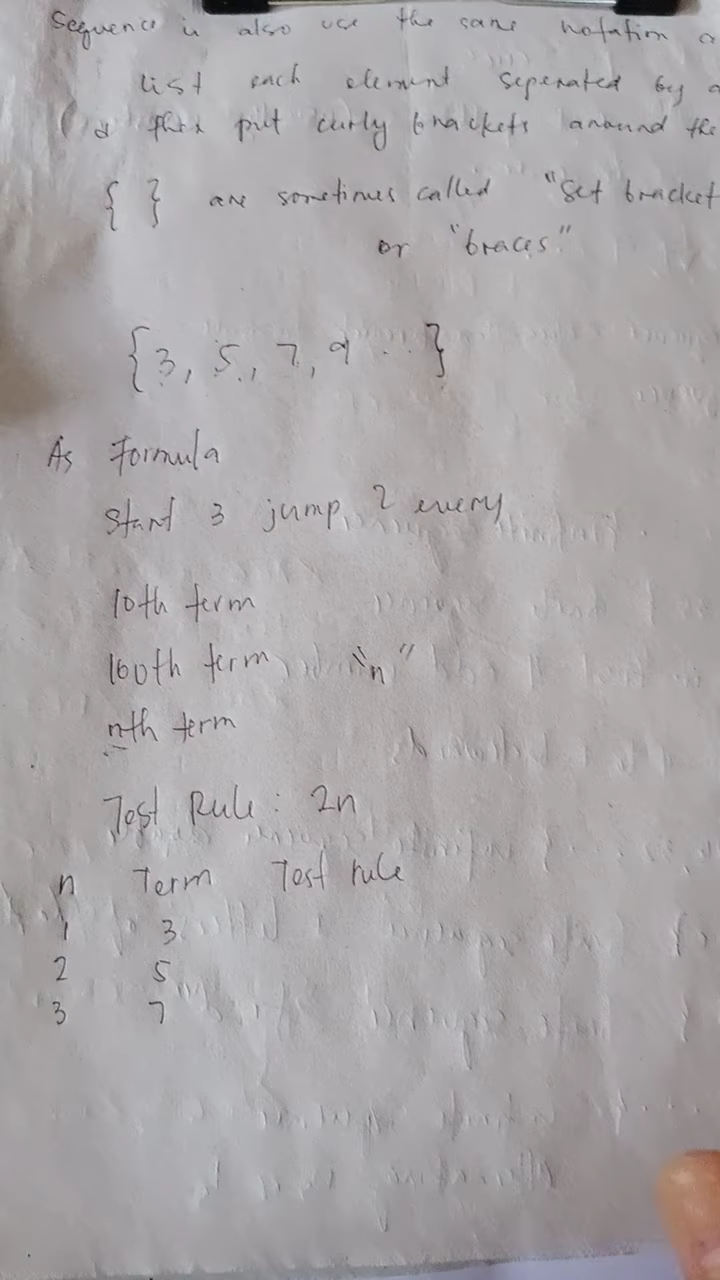 Sequence is also use the same notation a
list each element seperated by a
& then put curly brackets around the
{ } are sometimes called "set bracket
or "braces"
{3, 5, 7, 9 ...}
As Formula
start 3 jump 2 every
10th term
100th term "n"
nth term
Test Rule : 2n
n Term Test rule
1 3
2 5
3 7